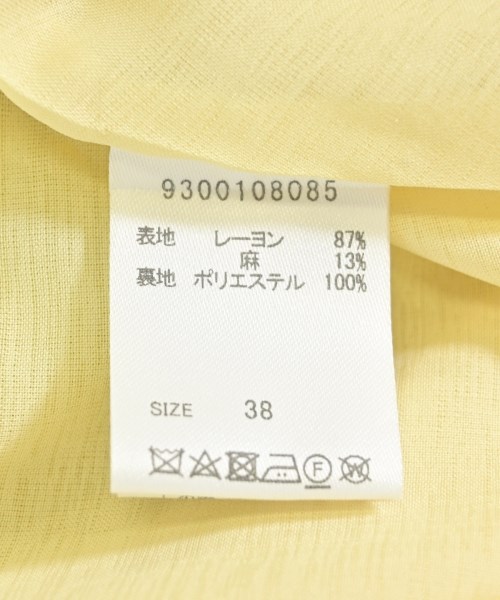 9300108085
表地 レーヨン 87%
麻 13%
裏地 ポリエステル 100%
SIZE 38
F W